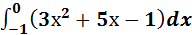 ∫₋₁⁰(3x² + 5x − 1)dx